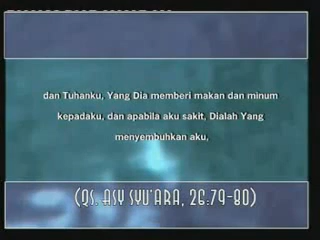 dan Tuhanku, Yang Dia memberi makan dan minum
kepadaku, dan apabila aku sakit, Dialah Yang
menyembuhkan aku,
(QS. ASY SYU'ARA, 26:79-80)